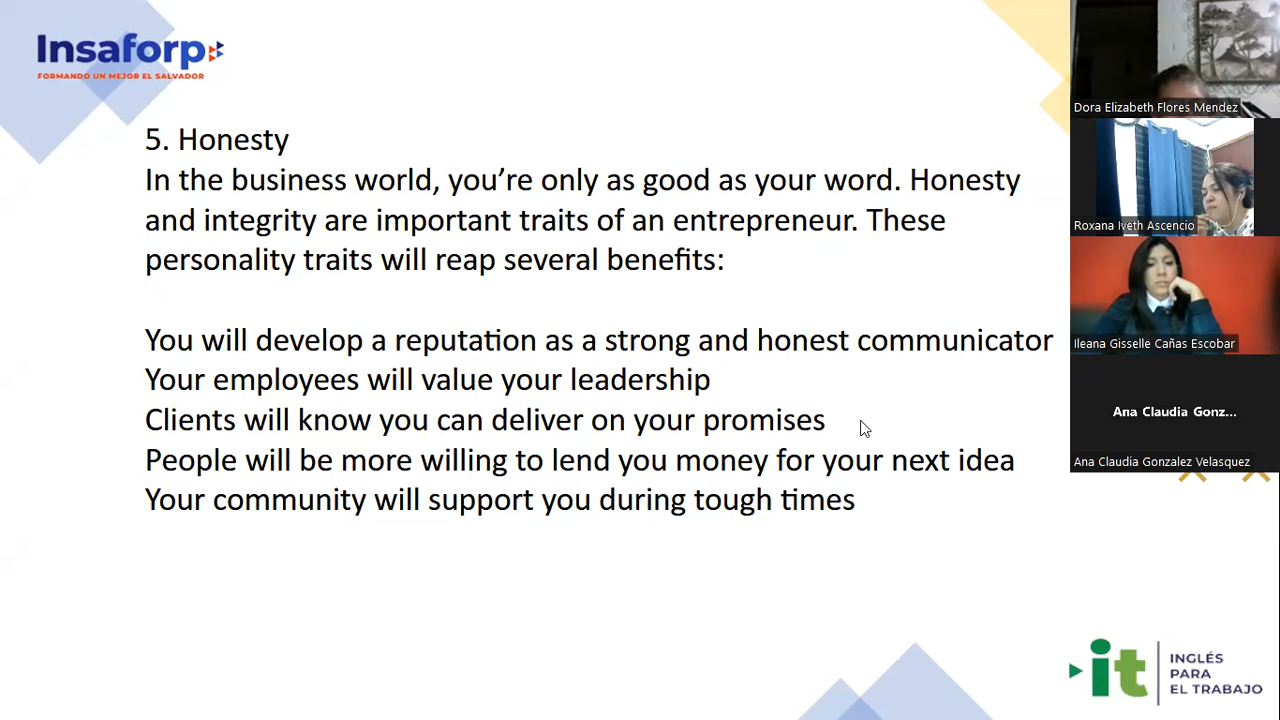 Insaforp
FORMANDO UN MEJOR EL SALVADOR
5. Honesty
In the business world, you’re only as good as your word. Honesty
and integrity are important traits of an entrepreneur. These
personality traits will reap several benefits:
You will develop a reputation as a strong and honest communicator
Your employees will value your leadership
Clients will know you can deliver on your promises
People will be more willing to lend you money for your next idea
Your community will support you during tough times
Dora Elizabeth Flores Mendez
Roxana Iveth Ascencio
Ileana Gisselle Cañas Escobar
Ana Claudia Gonz...
Ana Claudia Gonzalez Velasquez
it
INGLÉS
PARA
EL TRABAJO